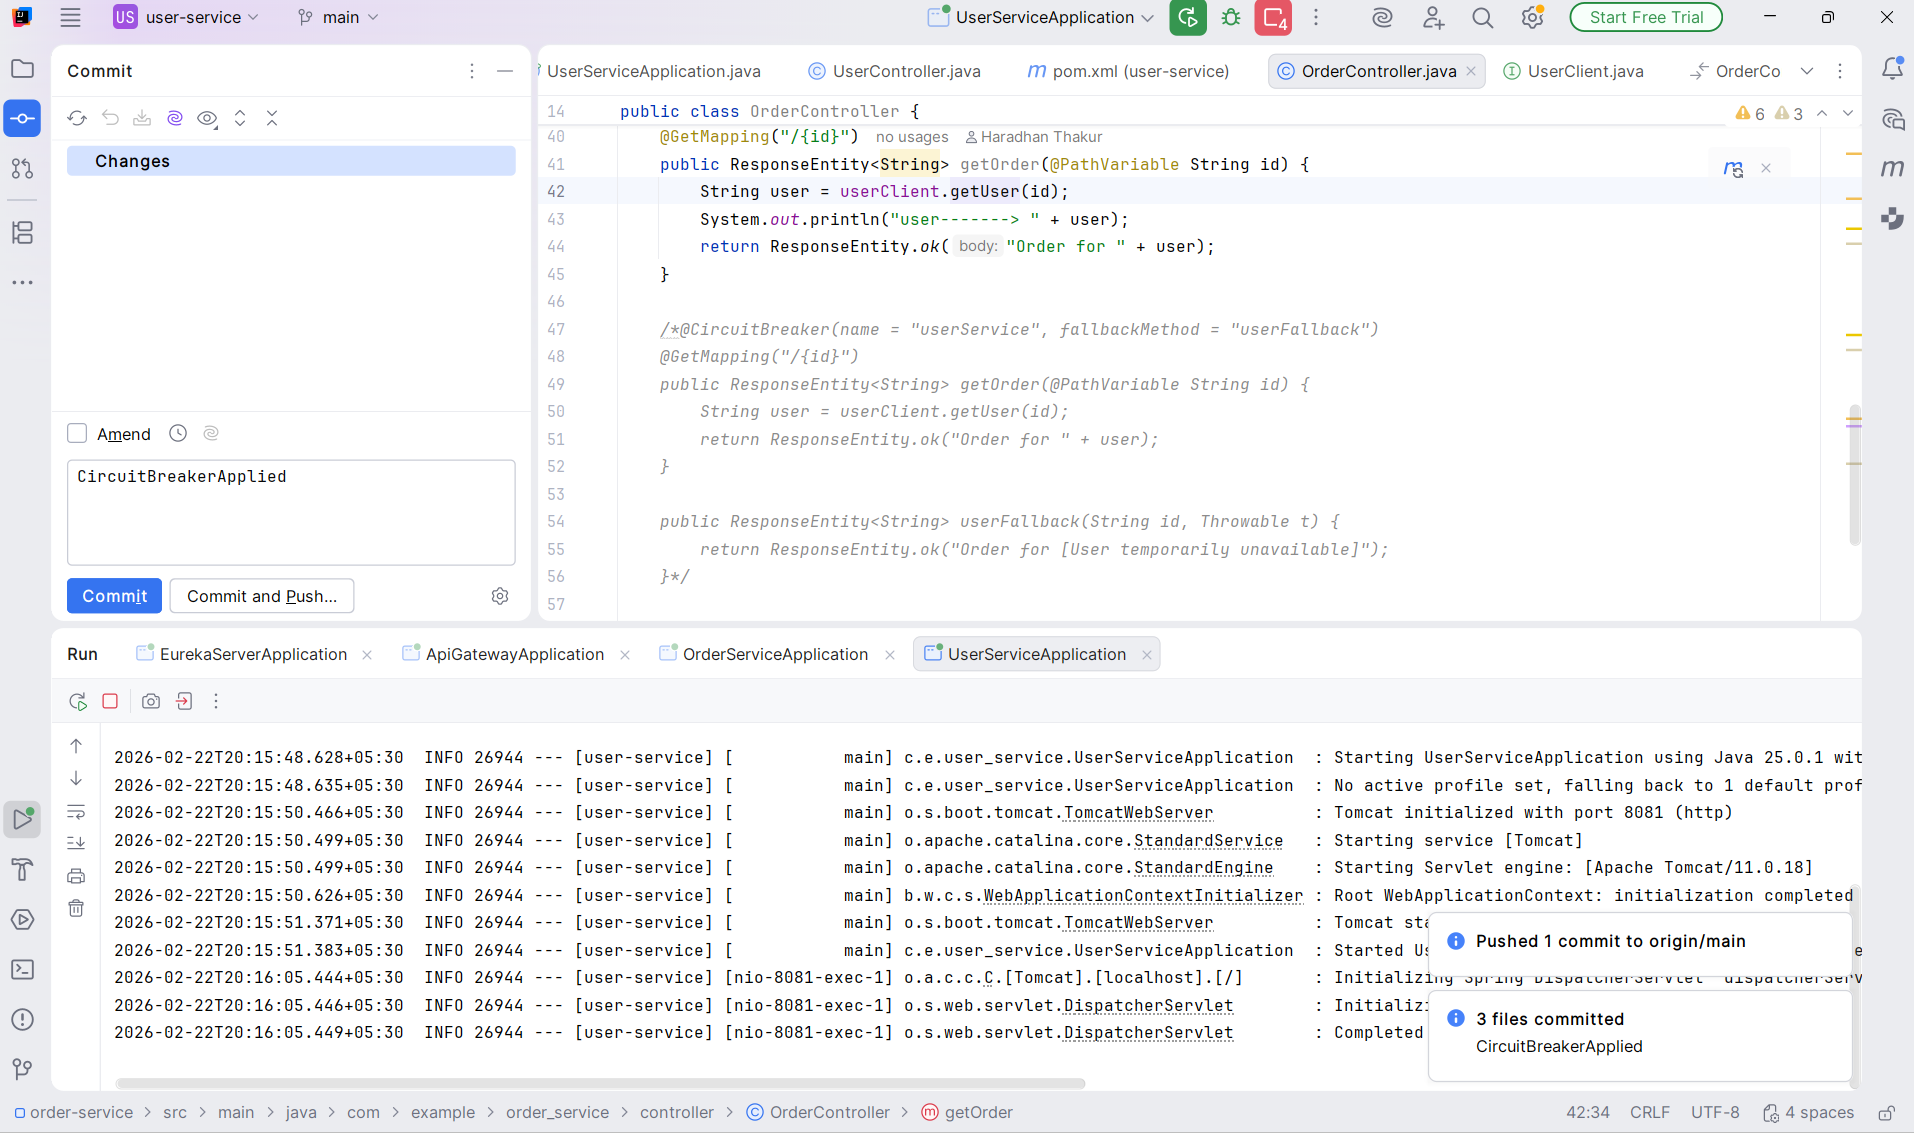 US user-service main UserServiceApplication 4 Start Free Trial
Commit
Changes
Amend
CircuitBreakerApplied
Commit
Commit and Push...
UserServiceApplication.java UserController.java pom.xml (user-service) OrderController.java UserClient.java OrderCo
14 public class OrderController { 6 3
40 @GetMapping("/{id}") no usages Haradhan Thakur
41 public ResponseEntity<String> getOrder(@PathVariable String id) {
42 String user = userClient.getUser(id);
43 System.out.println("user-------> " + user);
44 return ResponseEntity.ok( body: "Order for " + user);
45 }
46
47 /*@CircuitBreaker(name = "userService", fallbackMethod = "userFallback")
48 @GetMapping("/{id}")
49 public ResponseEntity<String> getOrder(@PathVariable String id) {
50 String user = userClient.getUser(id);
51 return ResponseEntity.ok("Order for " + user);
52 }
53
54 public ResponseEntity<String> userFallback(String id, Throwable t) {
55 return ResponseEntity.ok("Order for [User temporarily unavailable]");
56 }*/
57
Run EurekaServerApplication ApiGatewayApplication OrderServiceApplication UserServiceApplication
2026-02-22T20:15:48.628+05:30 INFO 26944 --- [user-service] [ main] c.e.user_service.UserServiceApplication : Starting UserServiceApplication using Java 25.0.1 wit
2026-02-22T20:15:48.635+05:30 INFO 26944 --- [user-service] [ main] c.e.user_service.UserServiceApplication : No active profile set, falling back to 1 default prof
2026-02-22T20:15:50.466+05:30 INFO 26944 --- [user-service] [ main] o.s.boot.tomcat.TomcatWebServer : Tomcat initialized with port 8081 (http)
2026-02-22T20:15:50.499+05:30 INFO 26944 --- [user-service] [ main] o.apache.catalina.core.StandardService : Starting service [Tomcat]
2026-02-22T20:15:50.499+05:30 INFO 26944 --- [user-service] [ main] o.apache.catalina.core.StandardEngine : Starting Servlet engine: [Apache Tomcat/11.0.18]
2026-02-22T20:15:50.626+05:30 INFO 26944 --- [user-service] [ main] b.w.c.s.WebApplicationContextInitializer : Root WebApplicationContext: initialization completed
2026-02-22T20:15:51.371+05:30 INFO 26944 --- [user-service] [ main] o.s.boot.tomcat.TomcatWebServer : Tomcat sta
2026-02-22T20:15:51.383+05:30 INFO 26944 --- [user-service] [ main] c.e.user_service.UserServiceApplication : Started Us e
2026-02-22T20:16:05.444+05:30 INFO 26944 --- [user-service] [nio-8081-exec-1] o.a.c.c.C.[Tomcat].[localhost].[/] : Initializing Spring DispatcherServlet 'dispatcherServ
2026-02-22T20:16:05.446+05:30 INFO 26944 --- [user-service] [nio-8081-exec-1] o.s.web.servlet.DispatcherServlet : Initializi
2026-02-22T20:16:05.449+05:30 INFO 26944 --- [user-service] [nio-8081-exec-1] o.s.web.servlet.DispatcherServlet : Completed
Pushed 1 commit to origin/main
3 files committed
CircuitBreakerApplied
order-service > src > main > java > com > example > order_service > controller > OrderController > getOrder 42:34 CRLF UTF-8 4 spaces